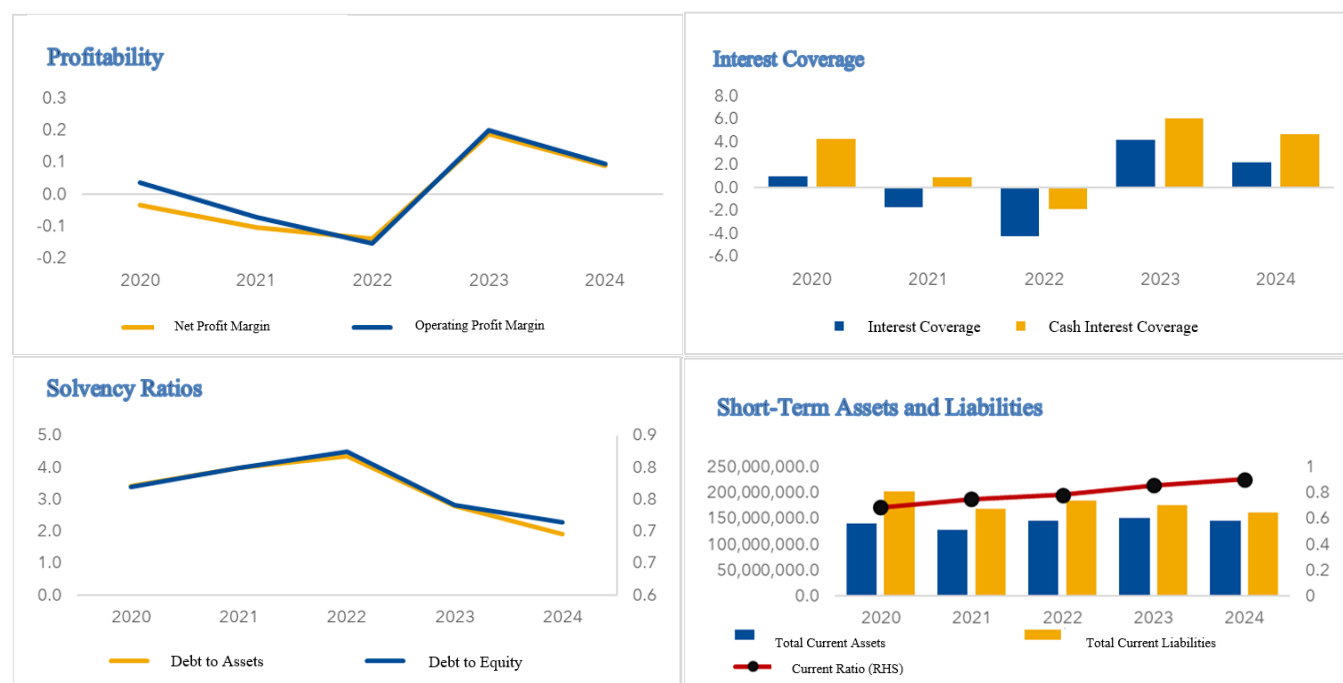 Profitability
0.3
0.2
0.1
0.0
-0.1
-0.2
2020 2021 2022 2023 2024
Net Profit Margin Operating Profit Margin
Interest Coverage
8.0
6.0
4.0
2.0
0.0
-2.0
-4.0
-6.0
2020 2021 2022 2023 2024
Interest Coverage Cash Interest Coverage
Solvency Ratios
5.0 0.9
4.0 0.8
3.0 0.8
2.0 0.7
1.0 0.7
0.0 0.6
2020 2021 2022 2023 2024
Debt to Assets Debt to Equity
Short-Term Assets and Liabilities
250,000,000.0 1
200,000,000.0 0.8
150,000,000.0 0.6
100,000,000.0 0.4
50,000,000.0 0.2
0.0 0
2020 2021 2022 2023 2024
Total Current Assets Total Current Liabilities
Current Ratio (RHS)